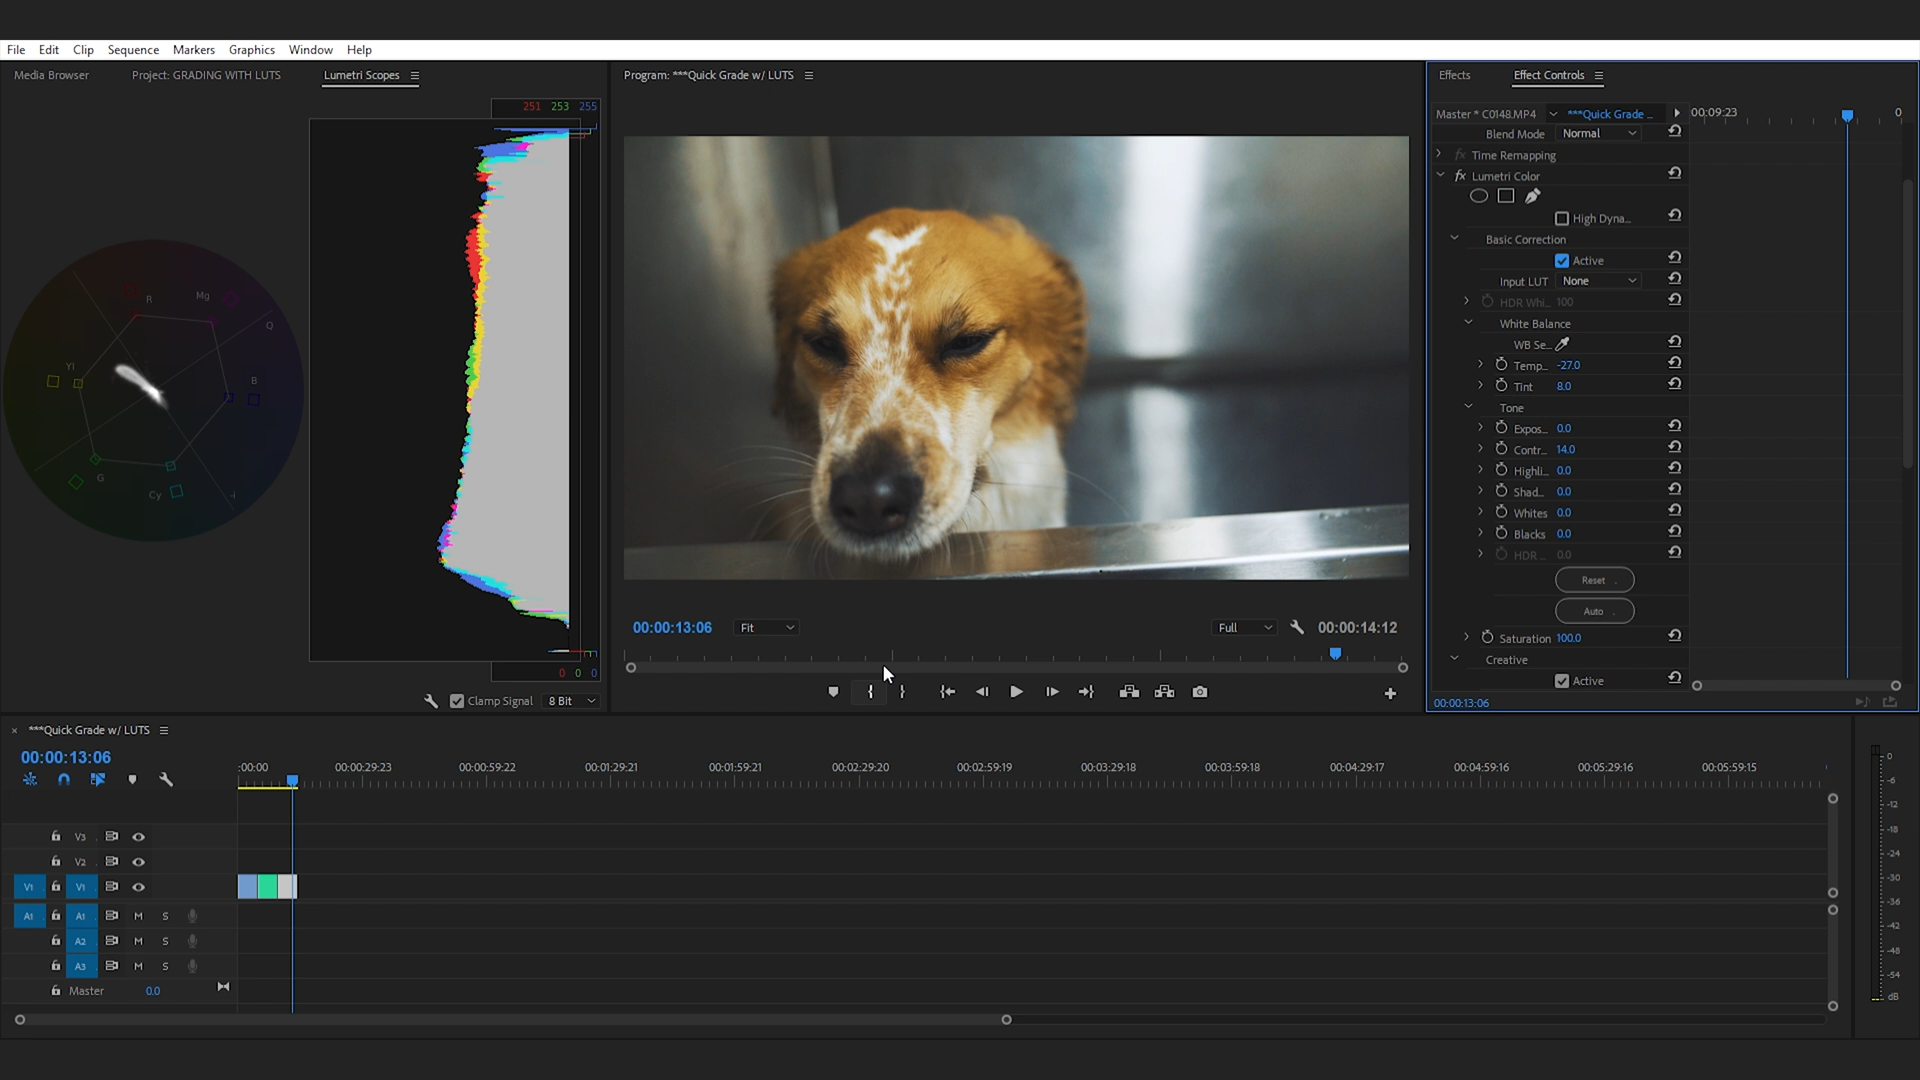 File Edit Clip Sequence Markers Graphics Window Help
Media Browser Project: GRADING WITH LUTS Lumetri Scopes
251 253 255
R Mg Q
Yl B
G Cy -i
0 0 0
Clamp Signal 8 Bit
Program: ***Quick Grade w/ LUTS
00:00:13:06 Fit Full 00:00:14:12
Effects Effect Controls
Master * C0148.MP4 ***Quick Grade ... 00:09:23 0
Blend Mode Normal
fx Time Remapping
fx Lumetri Color
High Dyna...
Basic Correction
Active
Input LUT None
HDR Whi... 100
White Balance
WB Se...
Temp... -27.0
Tint 8.0
Tone
Expos... 0.0
Contr... 14.0
Highli... 0.0
Shad... 0.0
Whites 0.0
Blacks 0.0
HDR ... 0.0
Reset
Auto
Saturation 100.0
Creative
Active
00:00:13:06
× ***Quick Grade w/ LUTS
00:00:13:06
:00:00 00:00:29:23 00:00:59:22 00:01:29:21 00:01:59:21 00:02:29:20 00:02:59:19 00:03:29:18 00:03:59:18 00:04:29:17 00:04:59:16 00:05:29:16 00:05:59:15
V3
V2
V1 V1
A1 A1 M S
A2 M S
A3 M S
Master 0.0
0
-6
-12
-18
-24
-30
-36
-42
-48
-54
dB